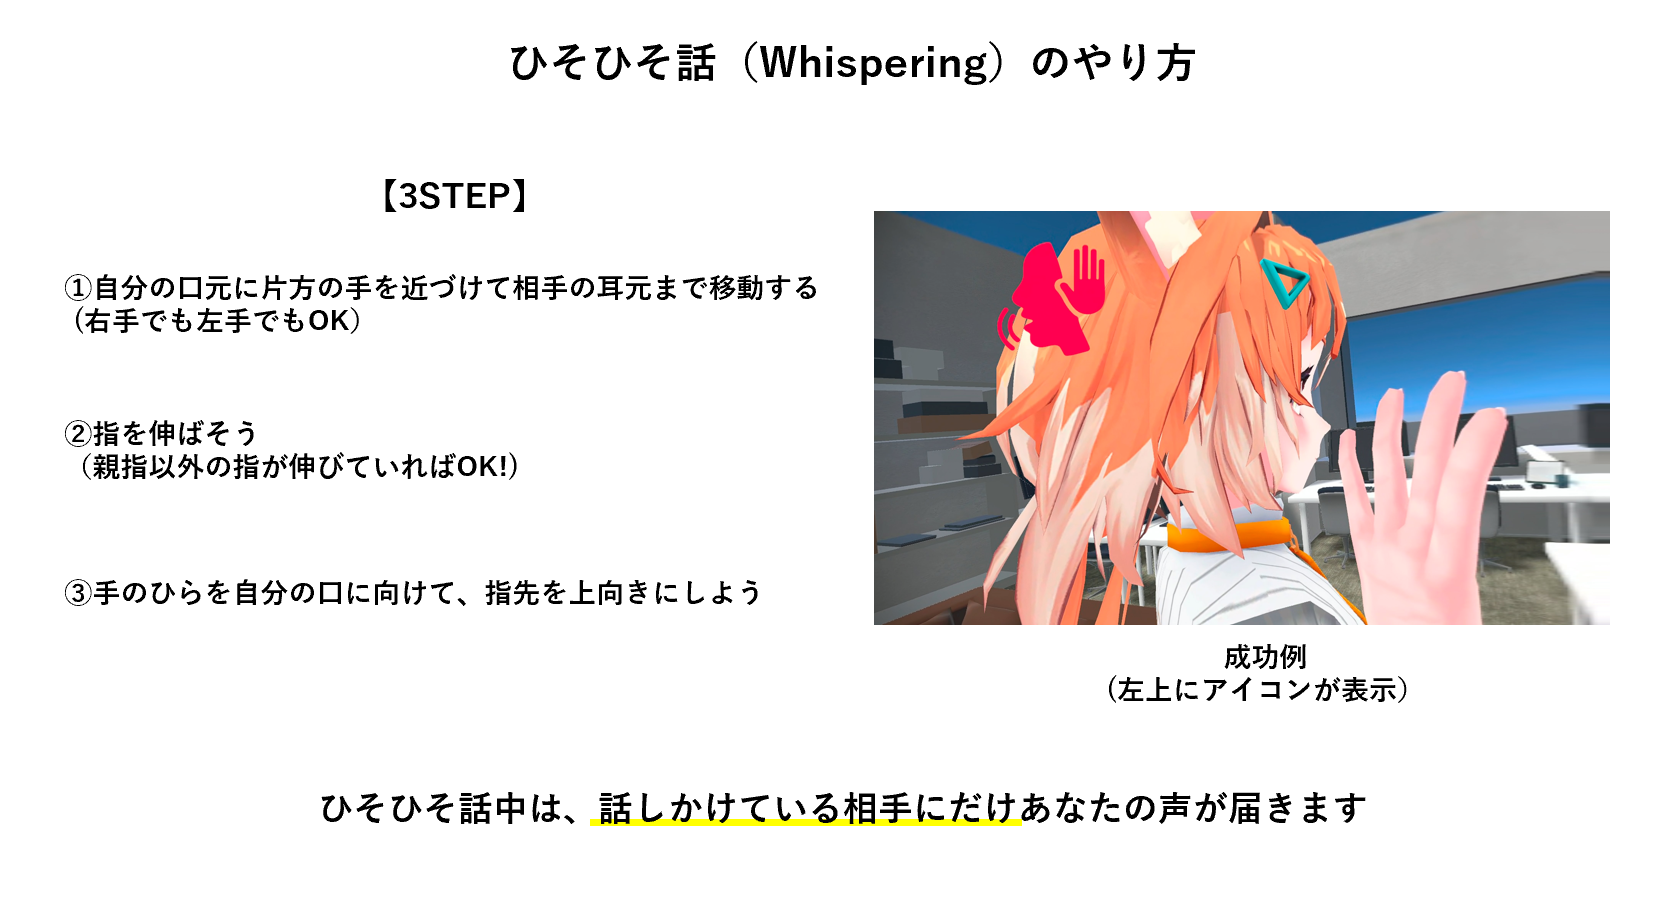 ひそひそ話（Whispering）のやり方
【3STEP】
①自分の口元に片方の手を近づけて相手の耳元まで移動する
（右手でも左手でもOK）
②指を伸ばそう
（親指以外の指が伸びていればOK!）
③手のひらを自分の口に向けて、指先を上向きにしよう
成功例
（左上にアイコンが表示）
ひそひそ話中は、話しかけている相手にだけあなたの声が届きます